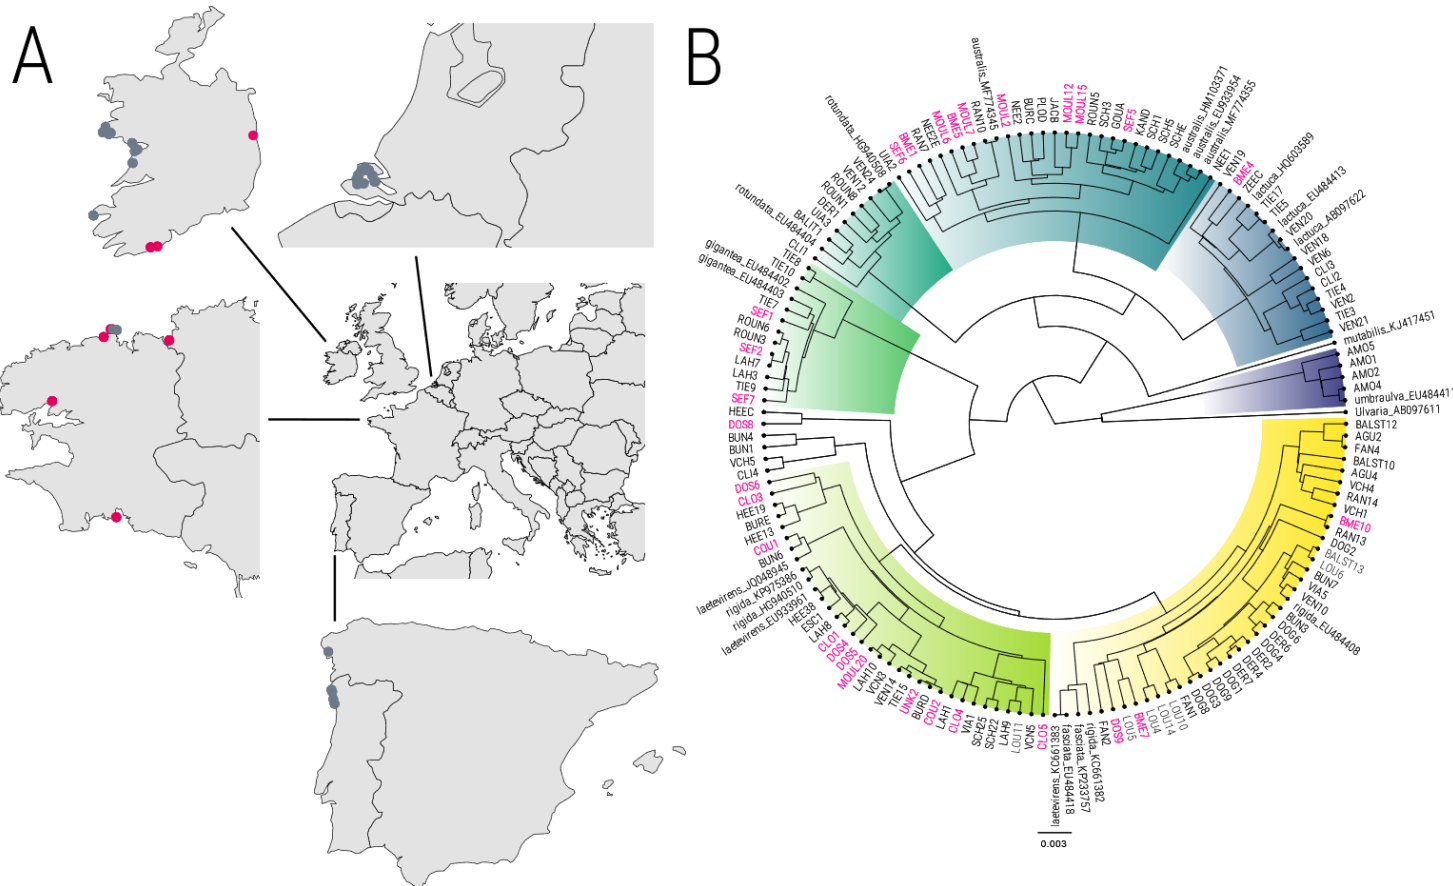 A
B
australis_MF774345
MOUL2
NEE2
BURC
PLOD
JACB
MOUL12
MOUL15
ROUN5
SCH3
GOUA
SEF5
KAND
SCH1
SCH5
SCHE
australis_HM103371
australis_EU933954
australis_MF774355
NEE1
VEN19
BME4
ZEEC
lactuca_HQ603589
TIE17
TIE5
lactuca_EU484413
VEN20
lactuca_AB097622
VEN18
VEN6
CLI3
CLI2
TIE4
VEN2
TIE3
VEN21
mutabilis_KJ417451
AMO5
AMO1
AMO2
AMO4
umbraulva_EU48441
Ulvaria_AB097611
BALST12
AGU2
FAN4
BALST10
AGU4
VCH4
RAN14
VCH1
BME10
RAN13
DOG2
BALST13
LOU6
BUN7
VIA5
VEN10
rigida_EU484408
BUN3
DOG6
DER6
DOG4
DER2
DER4
DER7
DOG1
DOG9
DOG3
DOG8
FAN1
LOU10
LOU14
LOU4
BME7
LOU5
DOS9
FAN2
rigida_KC661382
fasciata_KP233757
fasciata_EU484418
laetevirens_KC661383
CLO5
VCN5
LOU11
LAH9
SCH22
SCH25
VIA1
CLO4
LAH1
COU2
BURD
UNK2
TIE15
VEN14
VCN3
LAH10
MOUL20
DOS5
DOS4
CLO1
LAH8
ESC1
HEE38
laetevirens_EU933961
rigida_HG940510
rigida_KP975386
laetevirens_JQ048945
BUN6
COU1
HEE13
BURE
HEE19
CLO3
DOS6
CLI4
VCH5
BUN1
BUN4
DOS8
HEEC
SEF7
TIE9
LAH3
LAH7
SEF2
ROUN3
ROUN6
SEF1
TIE7
gigantea_EU484403
gigantea_EU484402
TIE10
TIE8
CLI1
rotundata_EU484404
BALIT1
UIA3
DER1
ROUN1
ROUN8
VEN12
VEN24
rotundata_HG940508
UIA2
SEF6
BME1
RAN7
NEE2E
MOUL6
BME5
MOUL7
RAN10
0.003